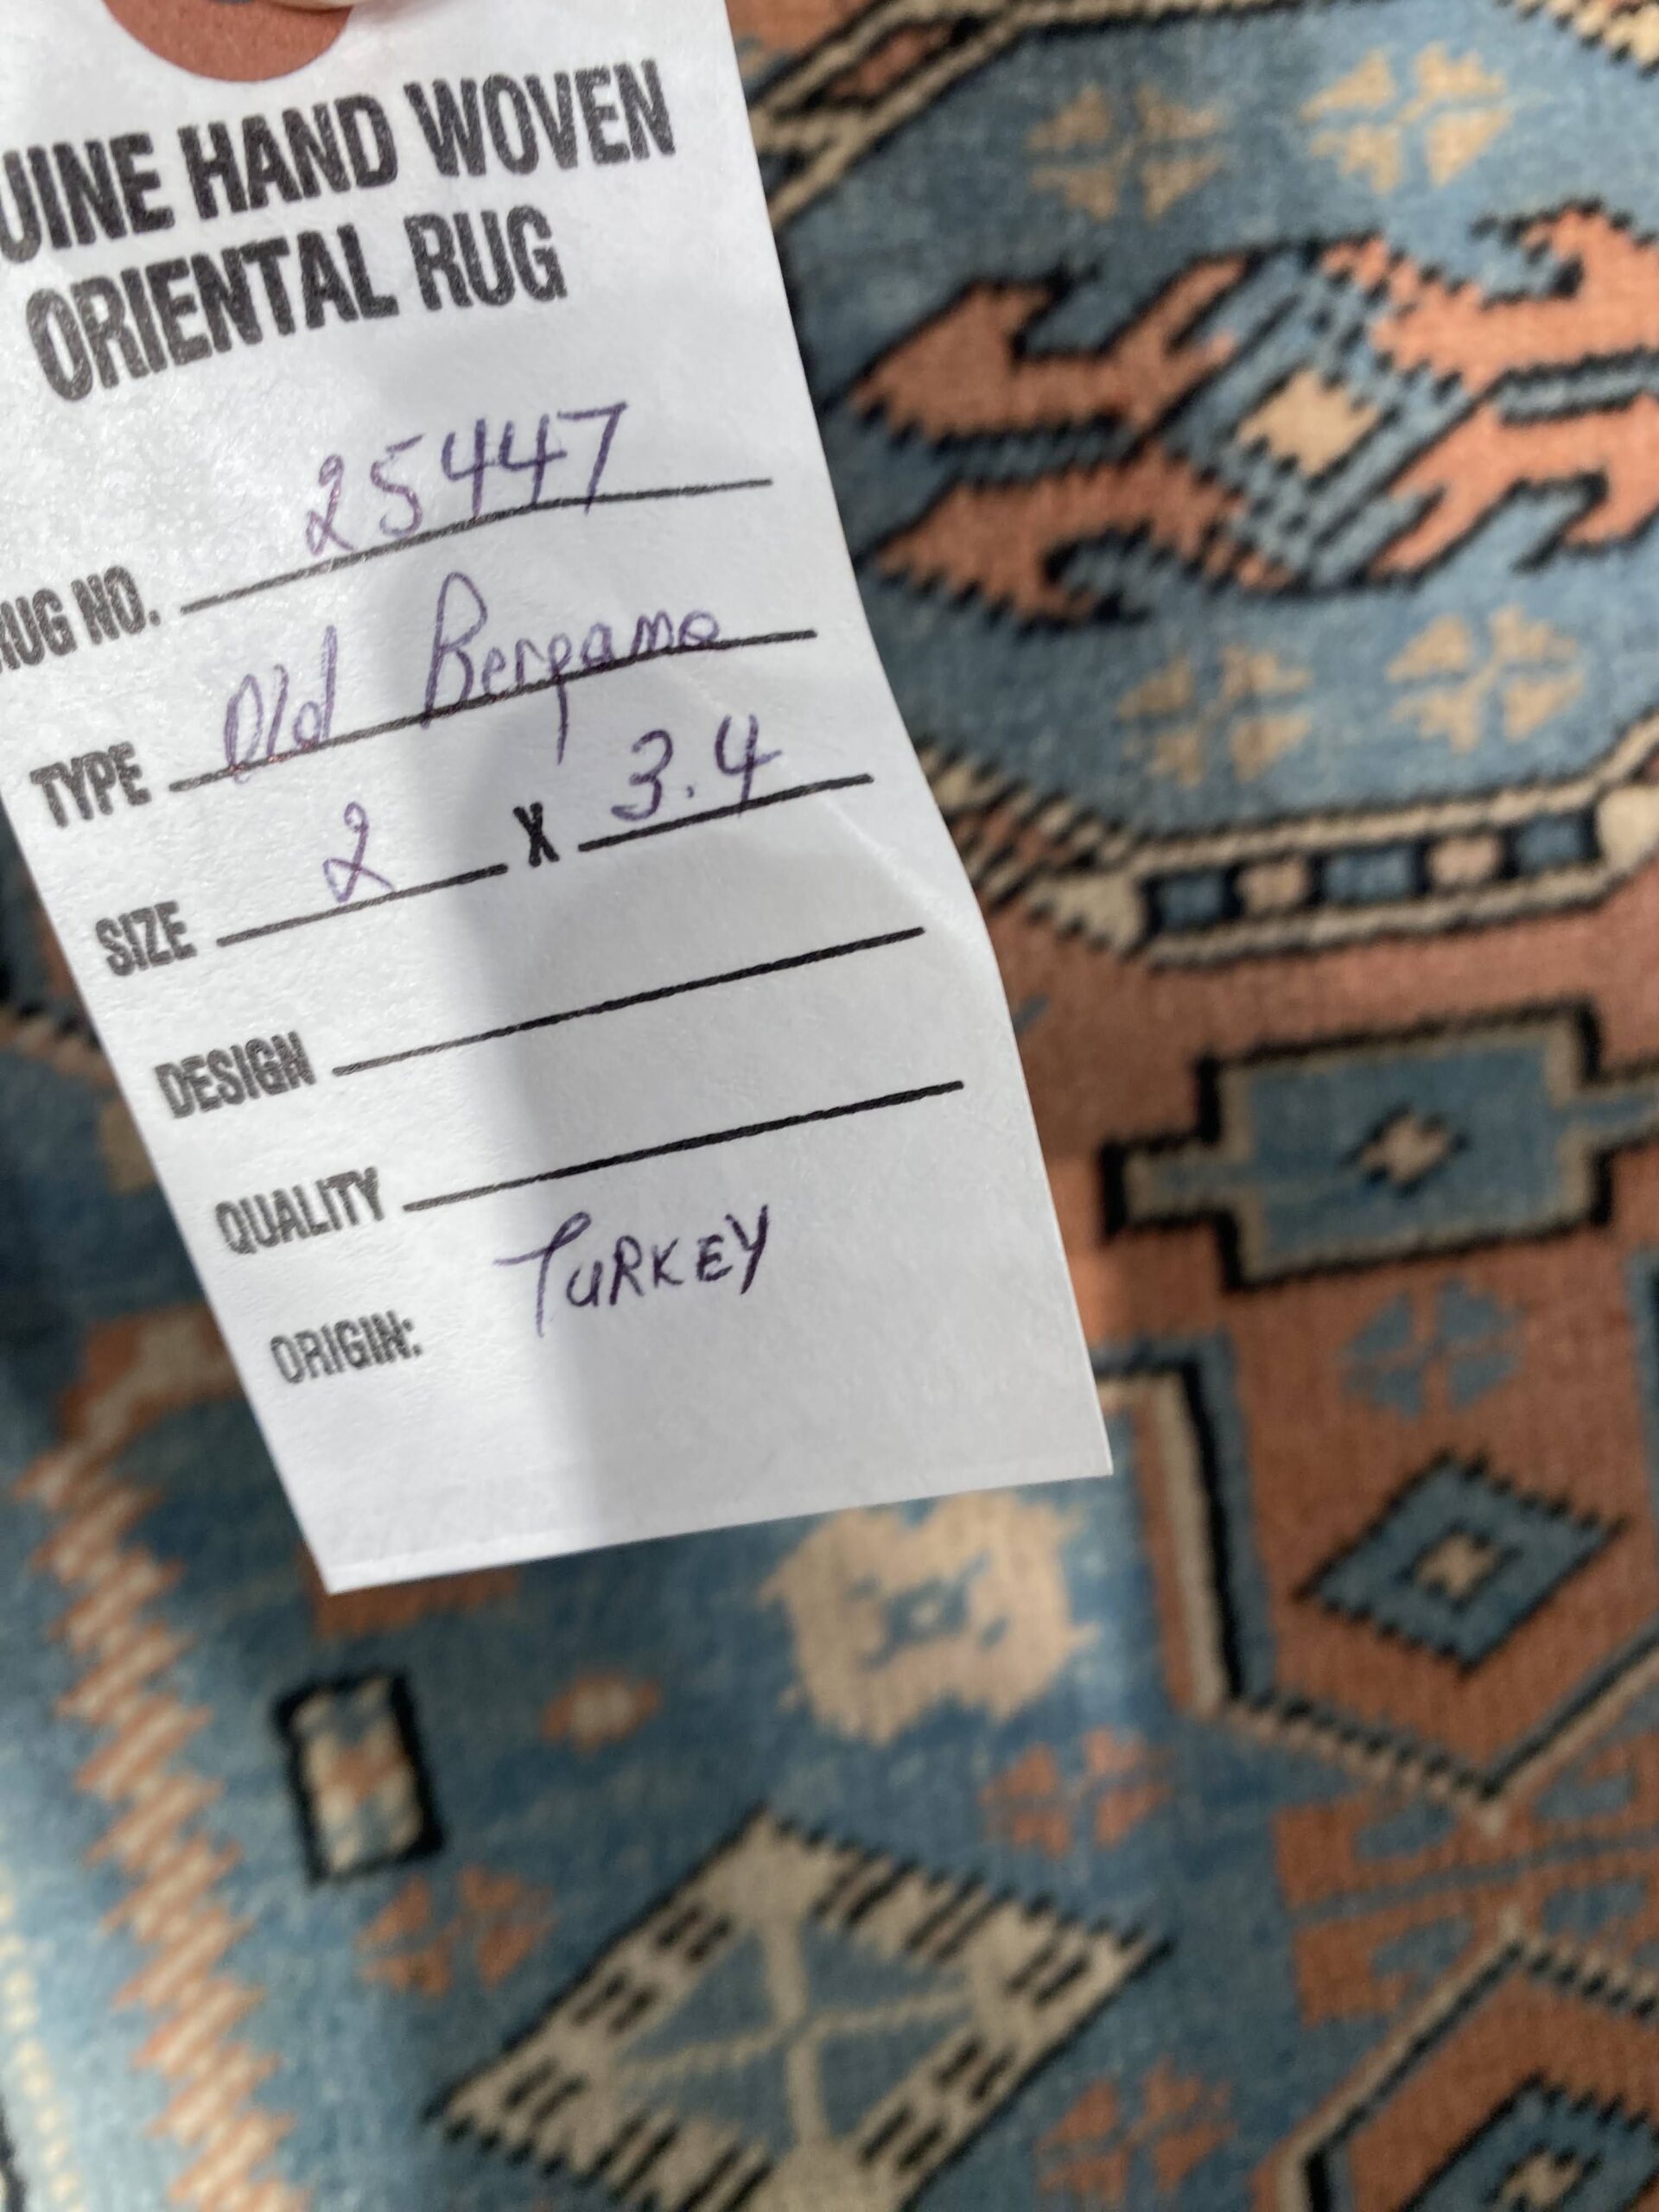 UINE HAND WOVEN
ORIENTAL RUG
RUG NO. 25447
TYPE Old Bergama
SIZE 2 X 3.4
DESIGN
QUALITY
ORIGIN: TURKEY